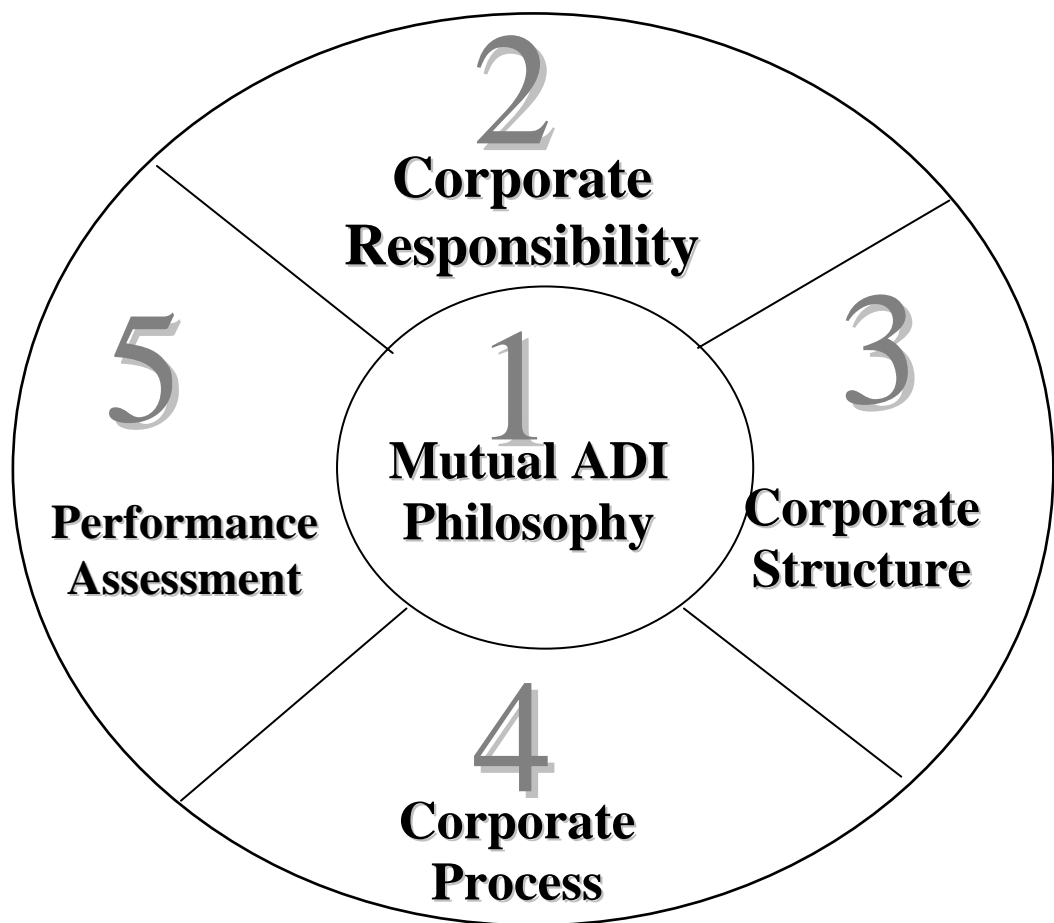 2
Corporate
Responsibility
1
Mutual ADI
Philosophy
3
Corporate
Structure
4
Corporate
Process
5
Performance
Assessment